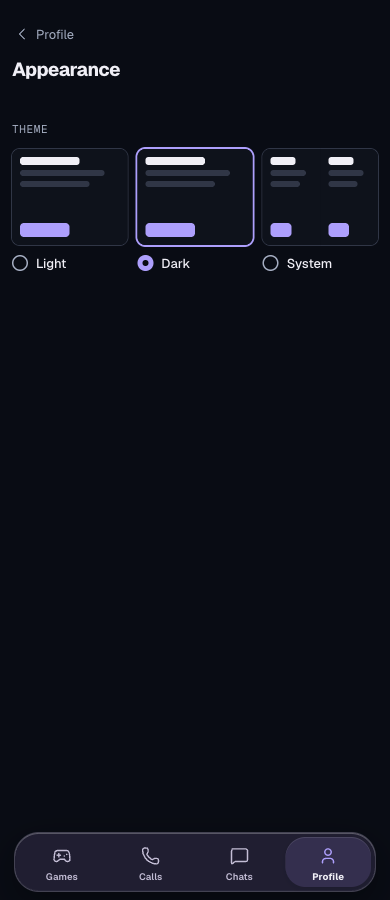 Profile
Appearance
THEME
Light
Dark
System
Games
Calls
Chats
Profile